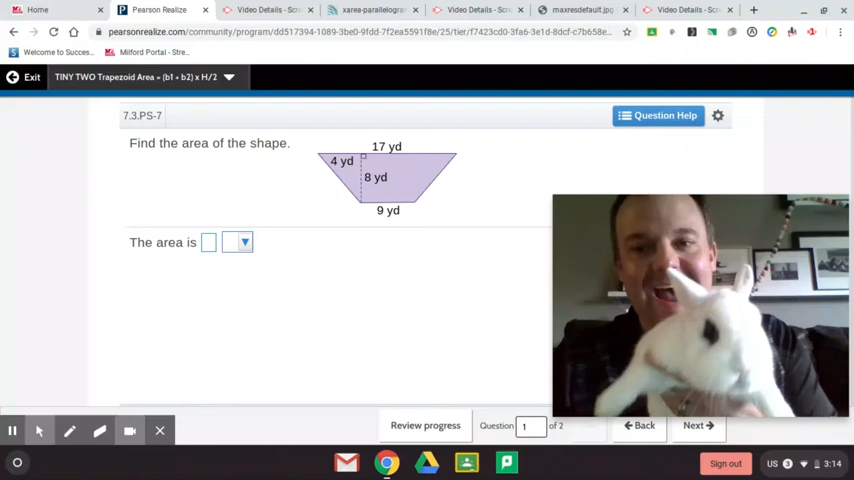 Home
Pearson Realize
Video Details - Scre
xarea-parallelogra
Video Details - Scre
maxresdefault.jpg
Video Details - Scre
pearsonrealize.com/community/program/dd517394-1089-3be0-9fdd-7f2ea5591f8e/25/tier/f7423cd0-3fa6-3e1d-8dcf-c7b658e...
Welcome to Succes...
Milford Portal - Stre...
Exit
TINY TWO Trapezoid Area = (b1 + b2) x H/2
7.3.PS-7
Question Help
Find the area of the shape.
17 yd
4 yd
8 yd
9 yd
The area is
Review progress
Question 1 of 2
Back
Next
Sign out
US
3
3:14